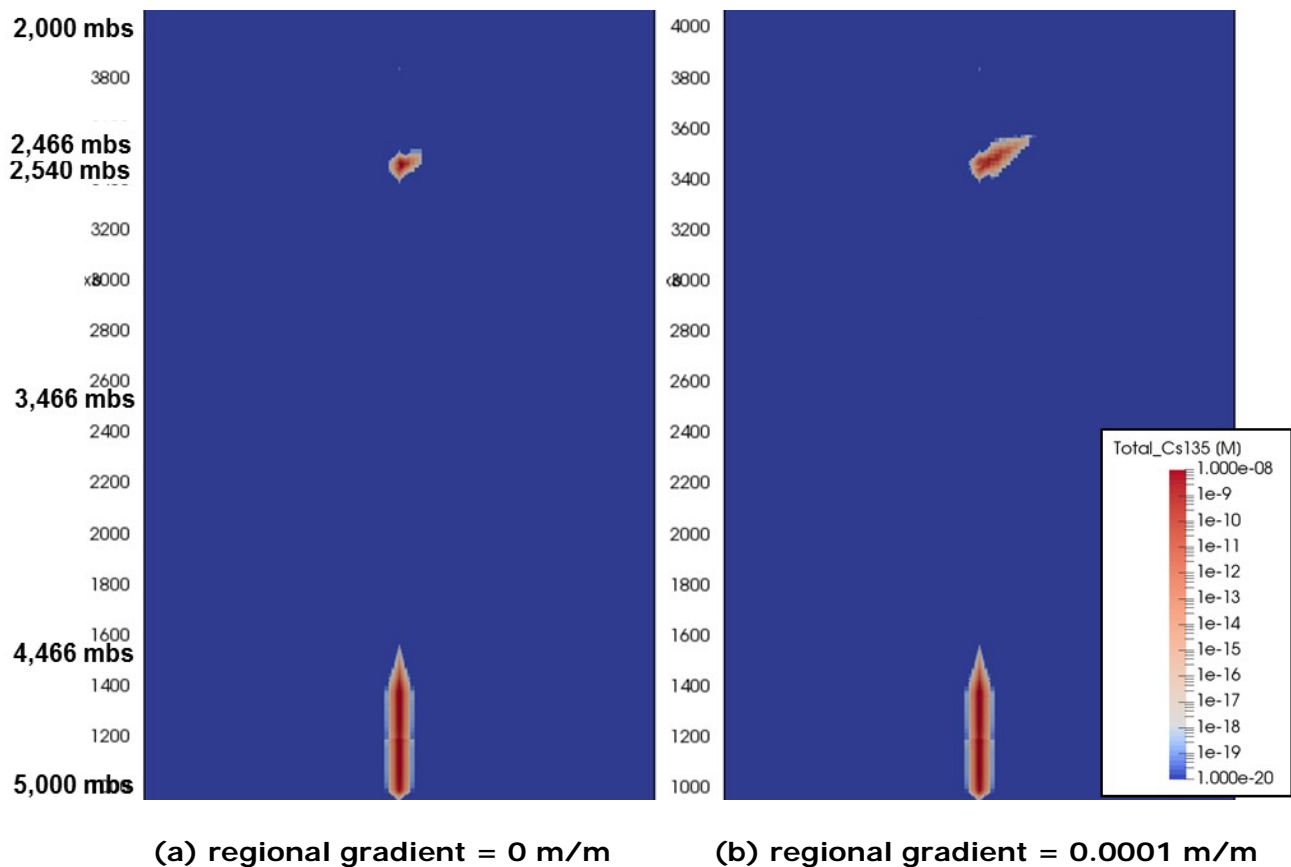 2,000 mbs
3800
2,466 mbs
2,540 mbs
3200
3000
2800
2600
3,466 mbs
2400
2200
2000
1800
1600
4,466 mbs
1400
1200
5,000 mbs
4000
3800
3600
3400
3200
3000
2800
2600
2400
2200
2000
1800
1600
1400
1200
1000
Total_Cs135 [M]
1.000e-08
1e-9
1e-10
1e-11
1e-12
1e-13
1e-14
1e-15
1e-16
1e-17
1e-18
1e-19
1.000e-20
(a) regional gradient = 0 m/m
(b) regional gradient = 0.0001 m/m